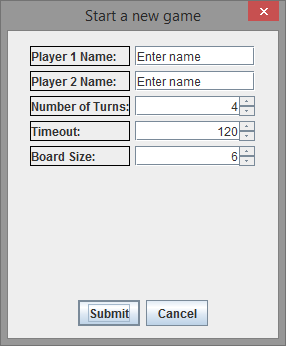 Start a new game
Player 1 Name: Enter name
Player 2 Name: Enter name
Number of Turns: 4
Timeout: 120
Board Size: 6
Submit Cancel